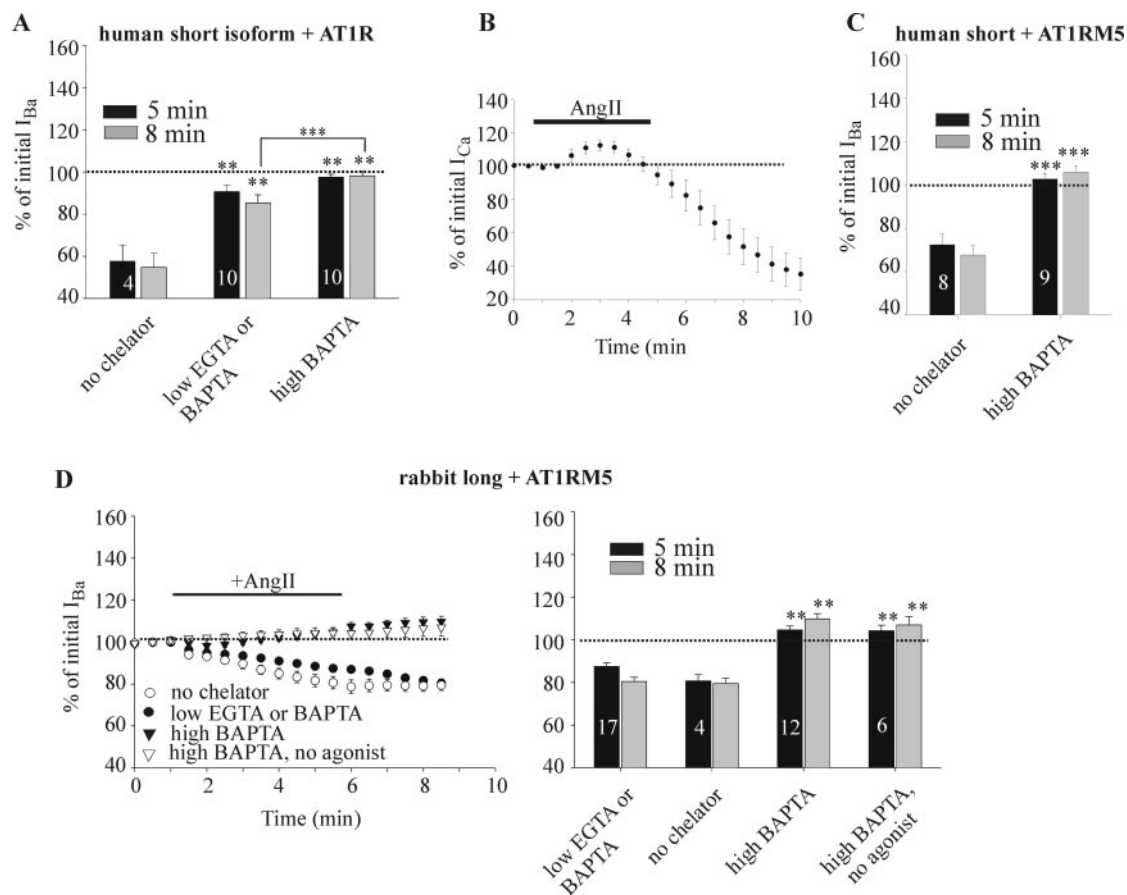 A
human short isoform + AT1R
% of initial I_Ba
160
140
120
100
80
60
40
5 min
8 min
***
**
**
**
**
4
10
10
no chelator
low EGTA or
BAPTA
high BAPTA
B
% of initial I_Ca
140
120
100
80
60
40
20
AngII
0
2
4
6
8
10
Time (min
C
human short + AT1RM5
% of initial I_Ba
160
140
120
100
80
60
40
5 min
8 min
***
***
8
9
no chelator
high BAPTA
D
rabbit long + AT1RM5
% of initial I_Ba
160
140
120
100
80
60
40
+AngII
no chelator
low EGTA or BAPTA
high BAPTA
high BAPTA, no agonist
0
2
4
6
8
10
Time (min)
160
140
120
100
80
60
40
5 min
8 min
**
**
**
**
17
4
12
6
low EGTA or
BAPTA
no chelator
high BAPTA
high BAPTA,
no agonist